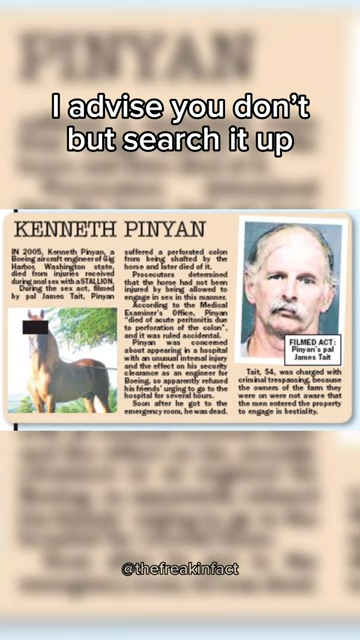 PINYAN
I advise you don't
but search it up
KENNETH PINYAN
IN 2005, Kenneth Pinyan, a
Boeing aircraft engineer of Gig
Harbor, Washington state,
died from injuries received
during anal sex with a STALLION.
During the sex act, filmed
by pal James Tait, Pinyan
suffered a perforated colon
from being shafted by the
horse and later died of it.
Prosecutors determined
that the horse had not been
injured by being allowed to
engage in sex in this manner.
According to the Medical
Examiner's Office, Pinyan
"died of acute peritonitis due
to perforation of the colon",
and it was ruled accidental.
Pinyan was concerned
about appearing in a hospital
with an unusual internal injury
and the effect on his security
clearance as an engineer for
Boeing, so apparently refused
his friends' urging to go to the
hospital for several hours.
Soon after he got to the
emergency room, he was dead.
FILMED ACT:
Pinyan's pal
James Tait
Tait, 54, was charged with
criminal trespassing, because
the owners of the farm they
were on were not aware that
the men entered the property
to engage in bestiality.
@thefreakinfact